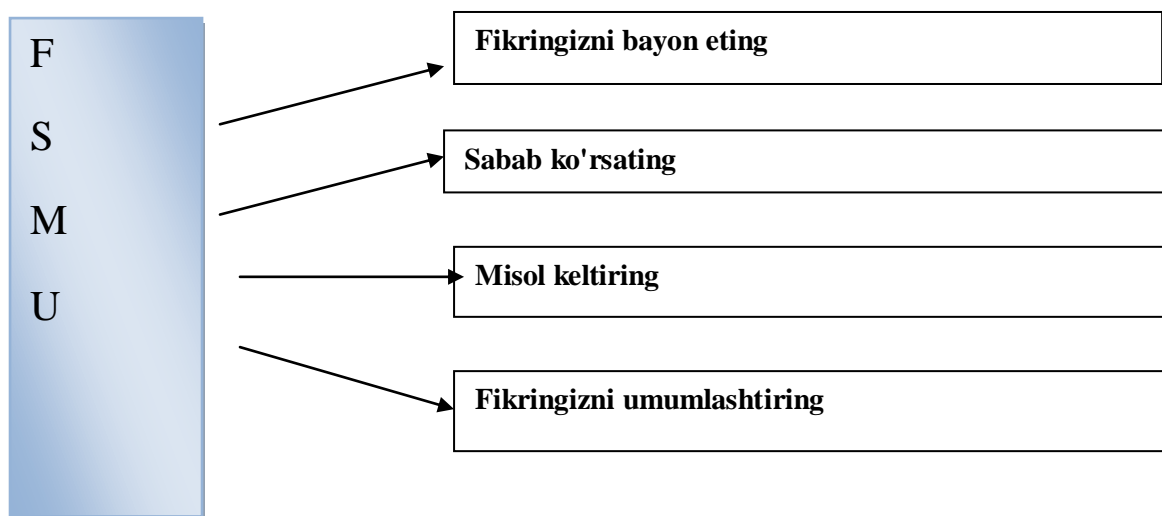 F
S
M
U
Fikringizni bayon eting
Sabab ko'rsating
Misol keltiring
Fikringizni umumlashtiring